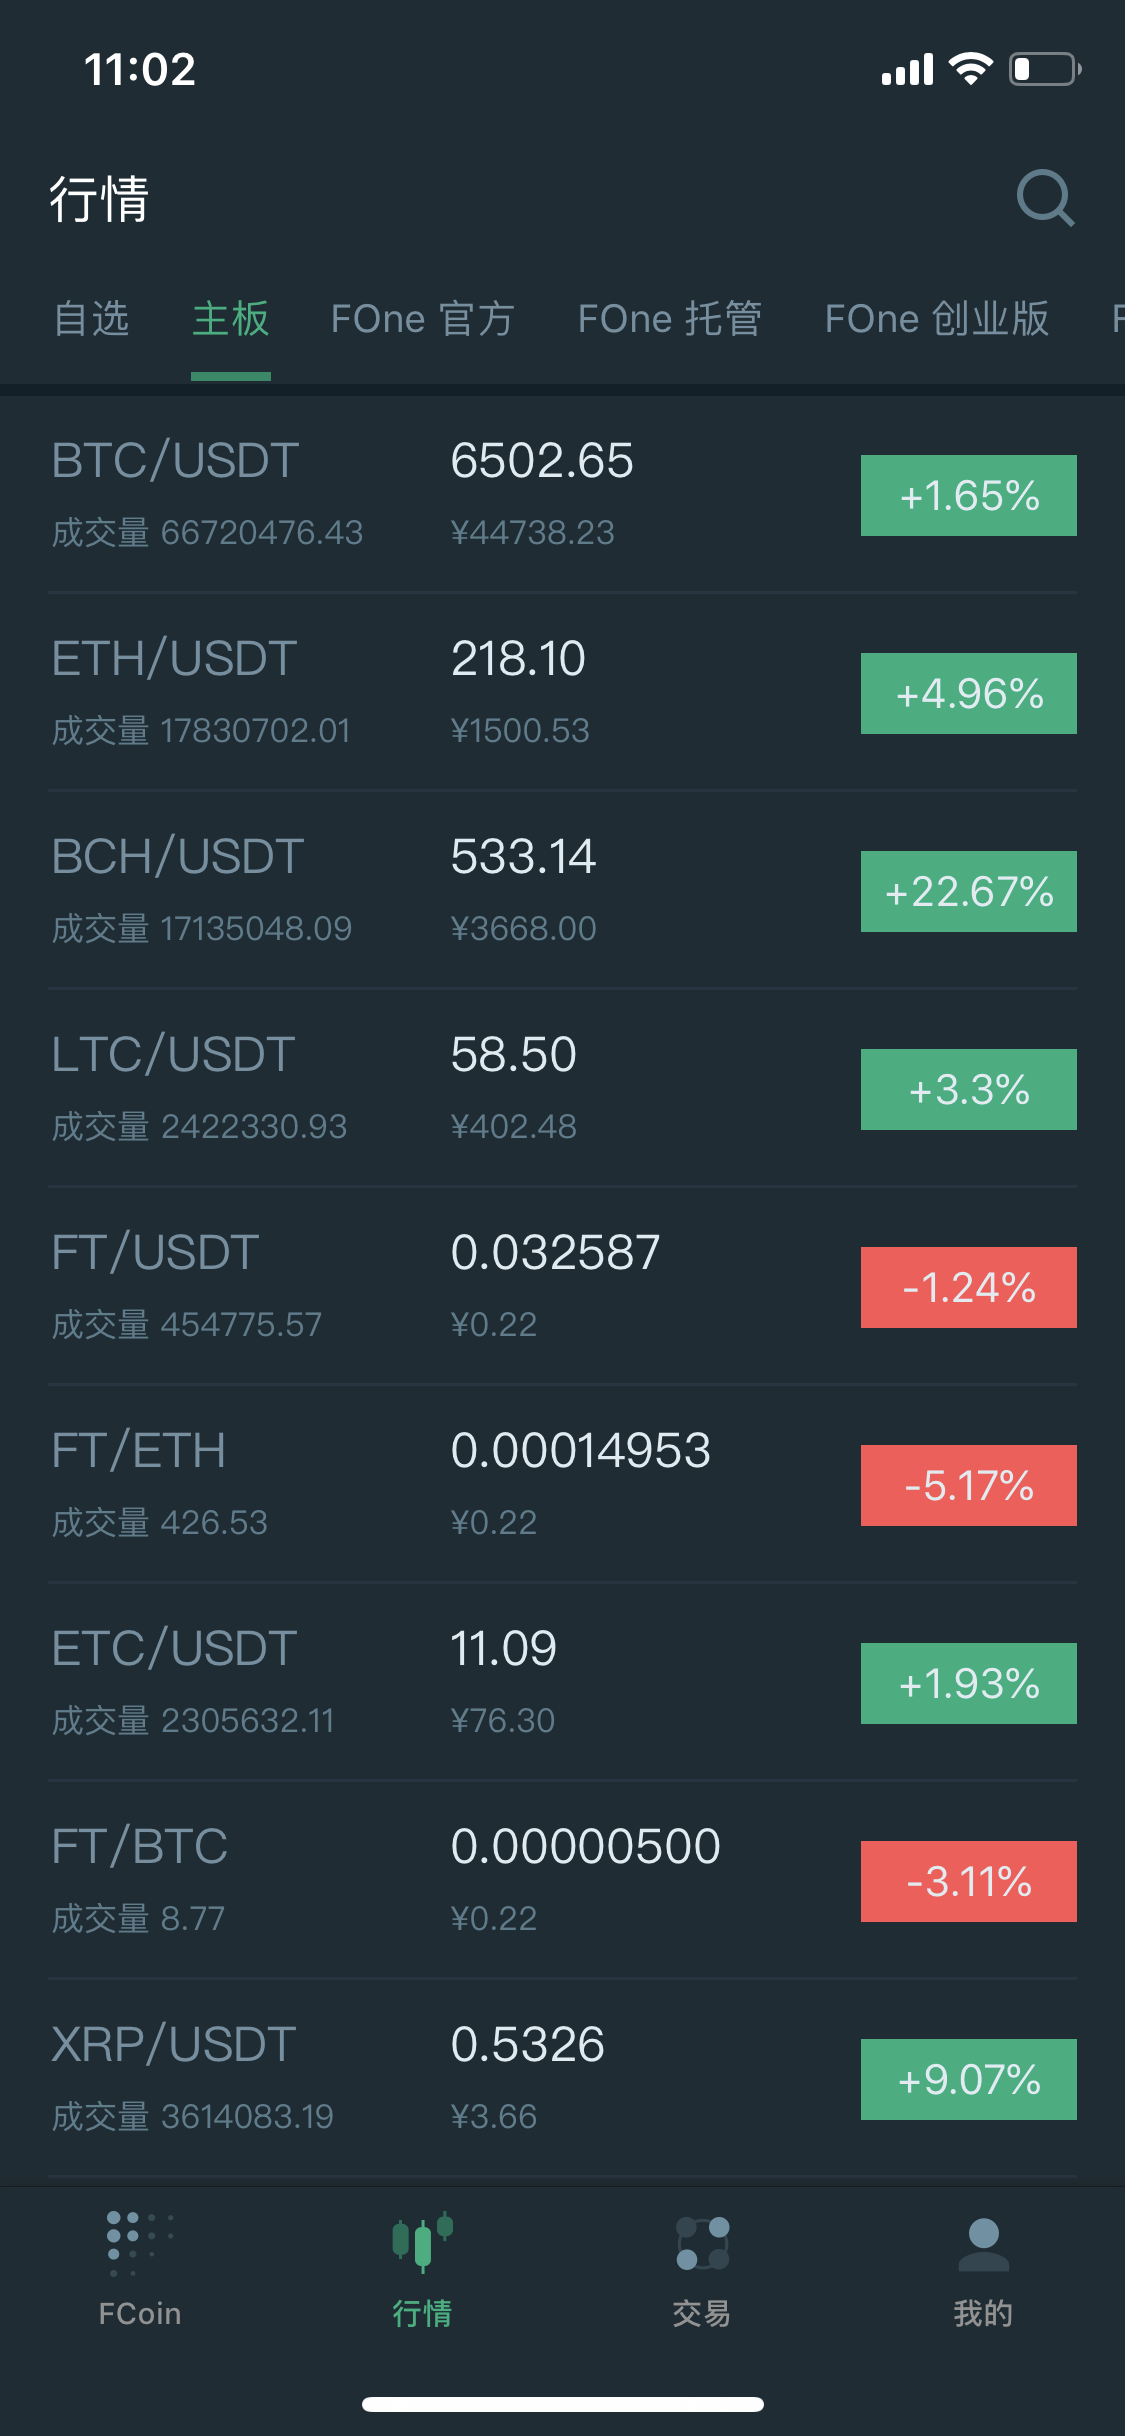 11:02
行情
自选 主板 FOne 官方 FOne 托管 FOne 创业版
BTC/USDT 6502.65 +1.65%
成交量 66720476.43 ¥44738.23
ETH/USDT 218.10 +4.96%
成交量 17830702.01 ¥1500.53
BCH/USDT 533.14 +22.67%
成交量 17135048.09 ¥3668.00
LTC/USDT 58.50 +3.3%
成交量 2422330.93 ¥402.48
FT/USDT 0.032587 -1.24%
成交量 454775.57 ¥0.22
FT/ETH 0.00014953 -5.17%
成交量 426.53 ¥0.22
ETC/USDT 11.09 +1.93%
成交量 2305632.11 ¥76.30
FT/BTC 0.00000500 -3.11%
成交量 8.77 ¥0.22
XRP/USDT 0.5326 +9.07%
成交量 3614083.19 ¥3.66
FCoin 行情 交易 我的